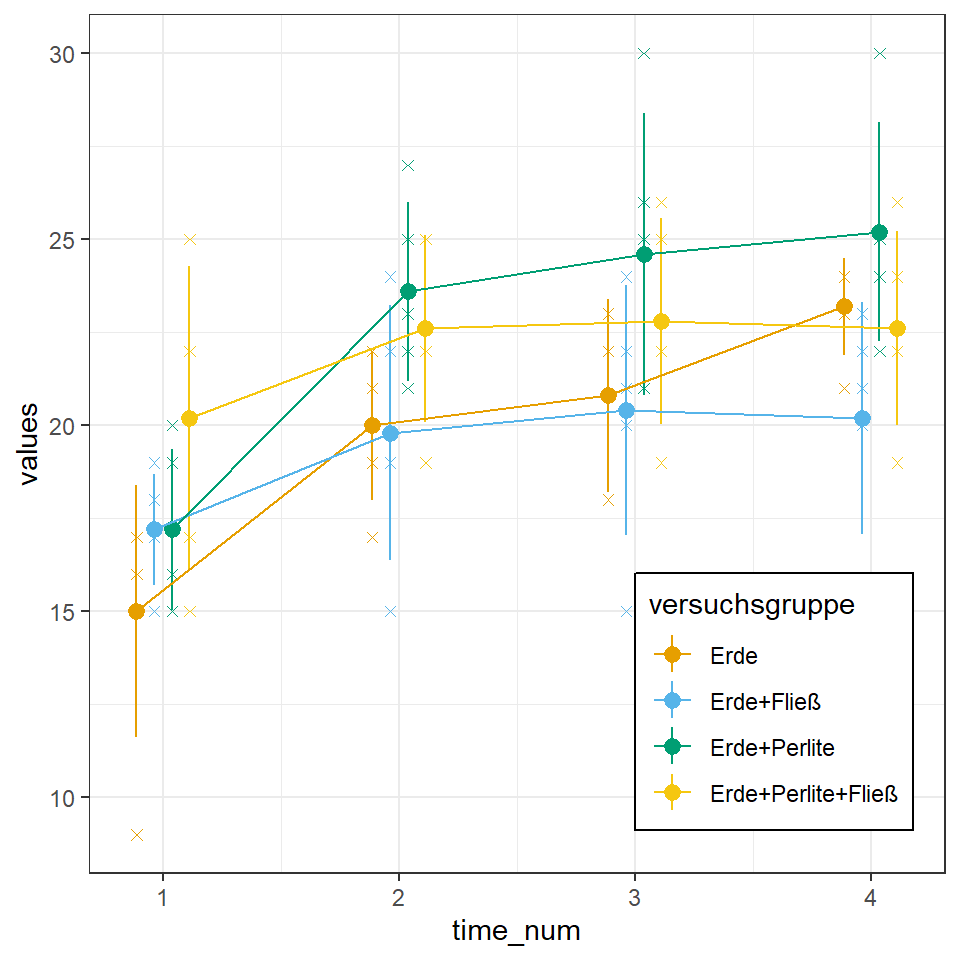 30
25
20
15
10
values
versuchsgruppe
Erde
Erde+Fließ
Erde+Perlite
Erde+Perlite+Fließ
1 2 3 4
time_num